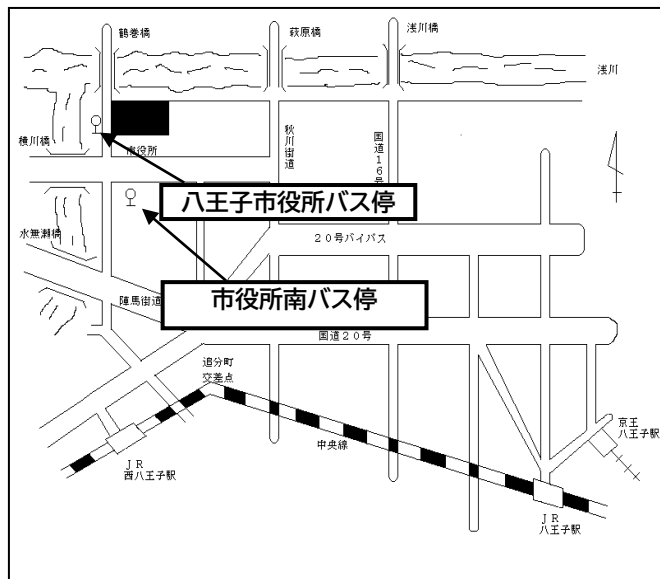 鶴巻橋
萩原橋
浅川橋
浅川
横川橋
市役所
秋川街道
国道16号
八王子市役所バス停
水無瀬橋
20号バイパス
陣馬街道
市役所南バス停
国道20号
追分町
交差点
中央線
京王
八王子駅
JR
西八王子駅
JR
八王子駅